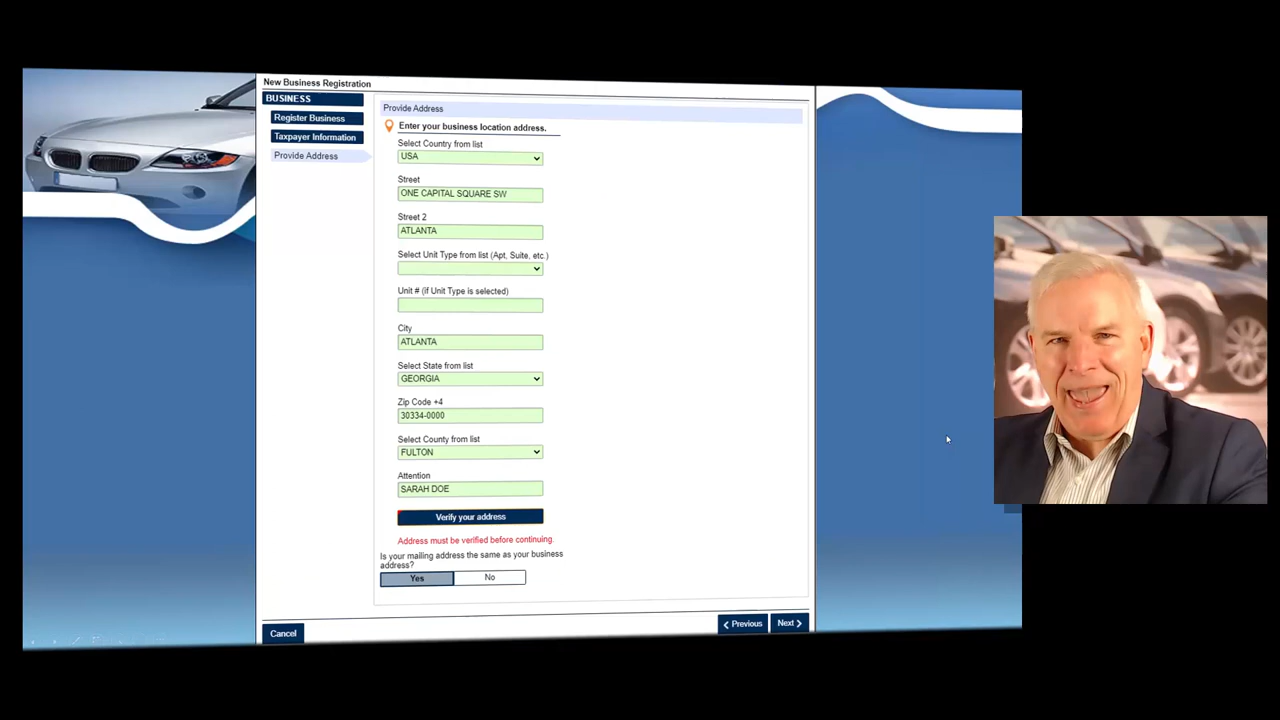 New Business Registration
BUSINESS
Register Business
Taxpayer Information
Provide Address
Provide Address
Enter your business location address.
Select Country from list
USA
Street
ONE CAPITAL SQUARE SW
Street 2
ATLANTA
Select Unit Type from list (Apt, Suite, etc.)
Unit # (if Unit Type is selected)
City
ATLANTA
Select State from list
GEORGIA
Zip Code +4
30334-0000
Select County from list
FULTON
Attention
SARAH DOE
Verify your address
Address must be verified before continuing.
Is your mailing address the same as your business
address?
Yes No
Cancel
Previous Next